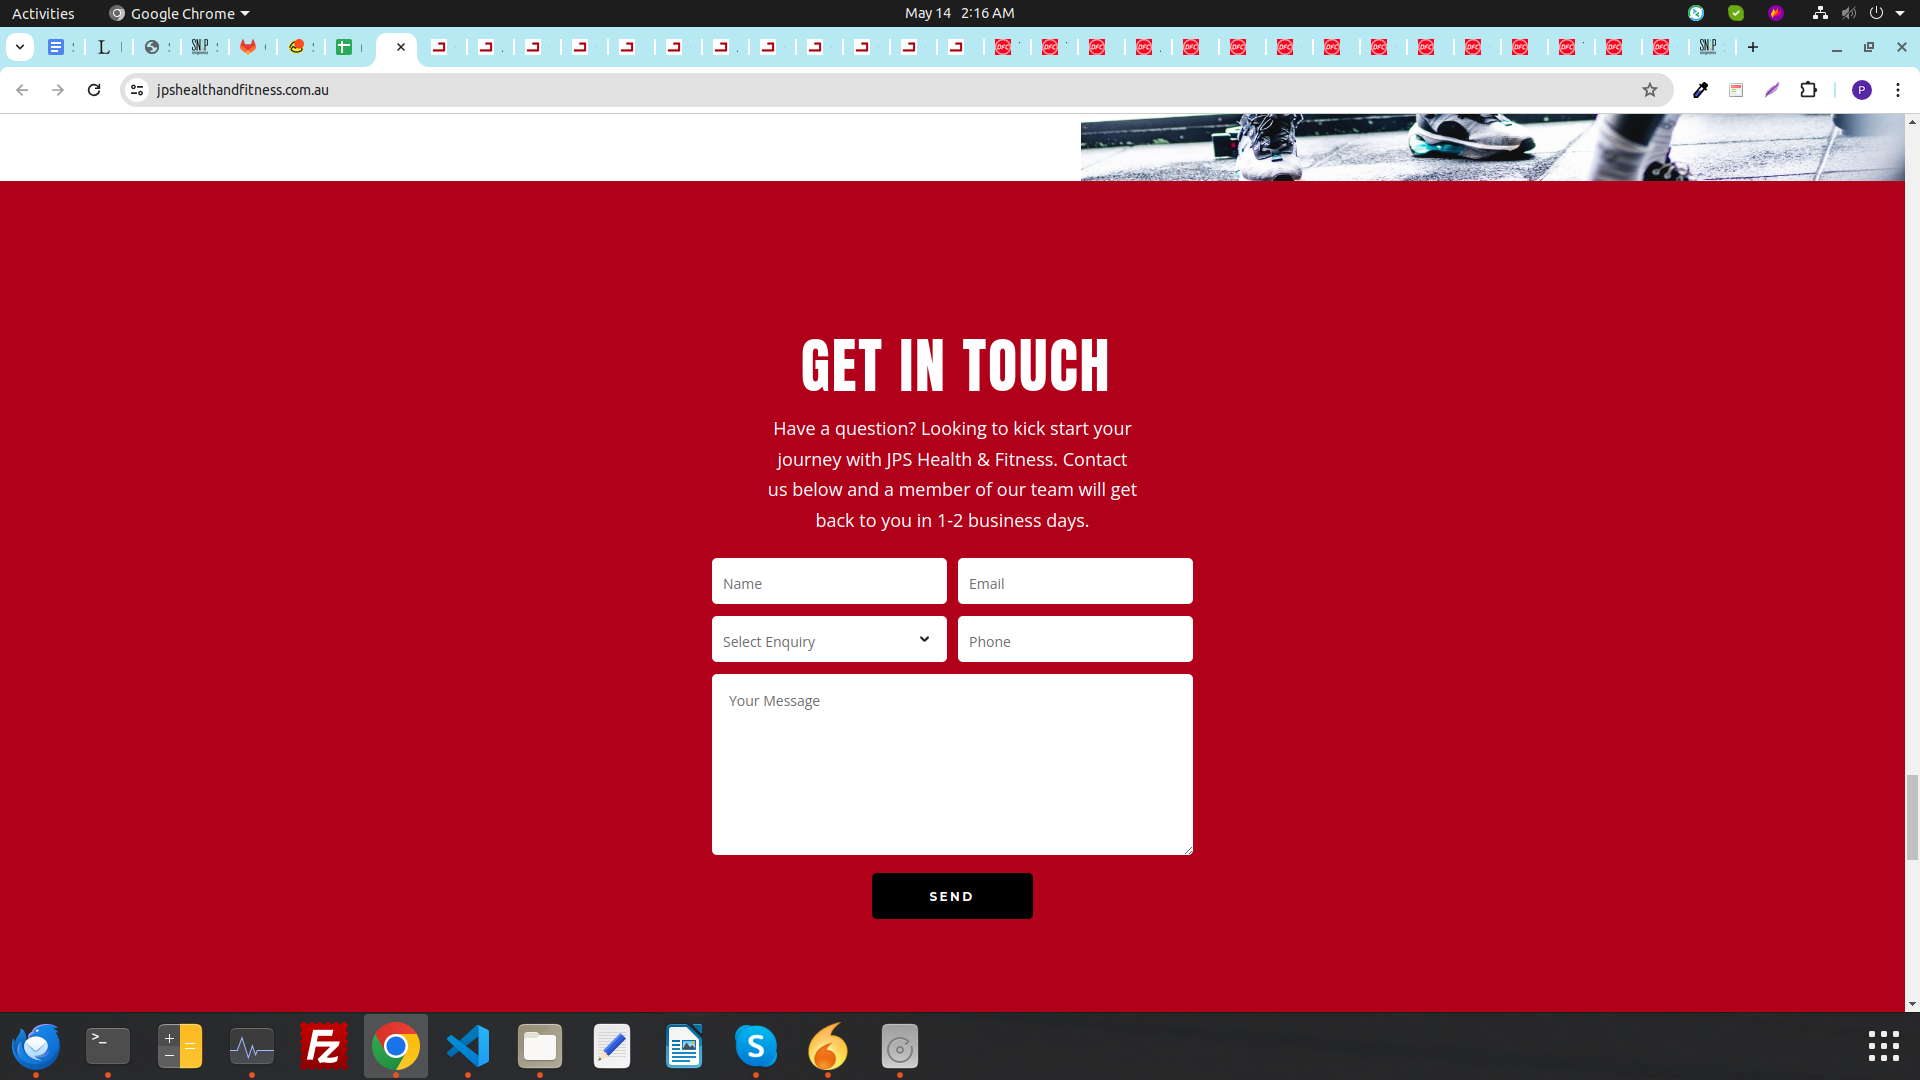 Activities
Google Chrome
May 14 2:16 AM
jpshealthandfitness.com.au
P
GET IN TOUCH
Have a question? Looking to kick start your
journey with JPS Health & Fitness. Contact
us below and a member of our team will get
back to you in 1-2 business days.
Name
Email
Select Enquiry
Phone
Your Message
SEND